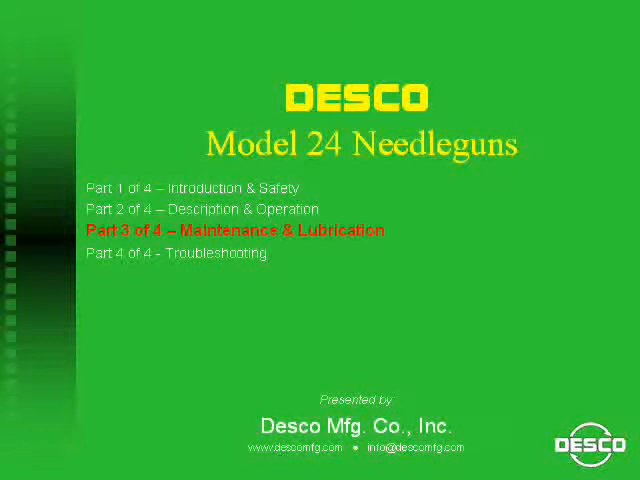 DESCO
Model 24 Needleguns
Part 1 of 4 – Introduction & Safety
Part 2 of 4 – Description & Operation
Part 3 of 4 – Maintenance & Lubrication
Part 4 of 4 - Troubleshooting
Presented by
Desco Mfg. Co., Inc.
www.descomfg.com ● info@descomfg.com
DESCO